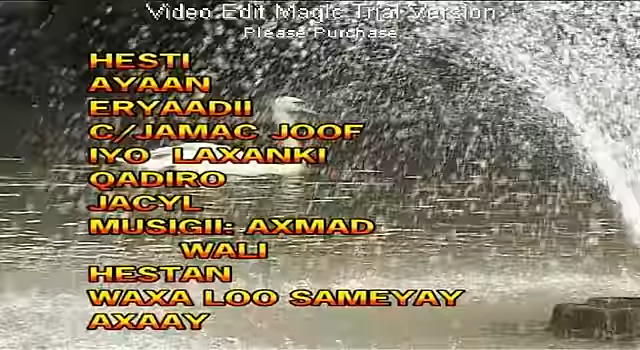 Video Edit Magic Trial Version
Please Purchase
HESTI
AYAAN
ERYAADII
C/JAMAC JOOF
IYO LAXANKI
QADIRO
JACYL
MUSIGII: AXMAD
WALI
HESTAN
WAXA LOO SAMEYAY
AXAAY